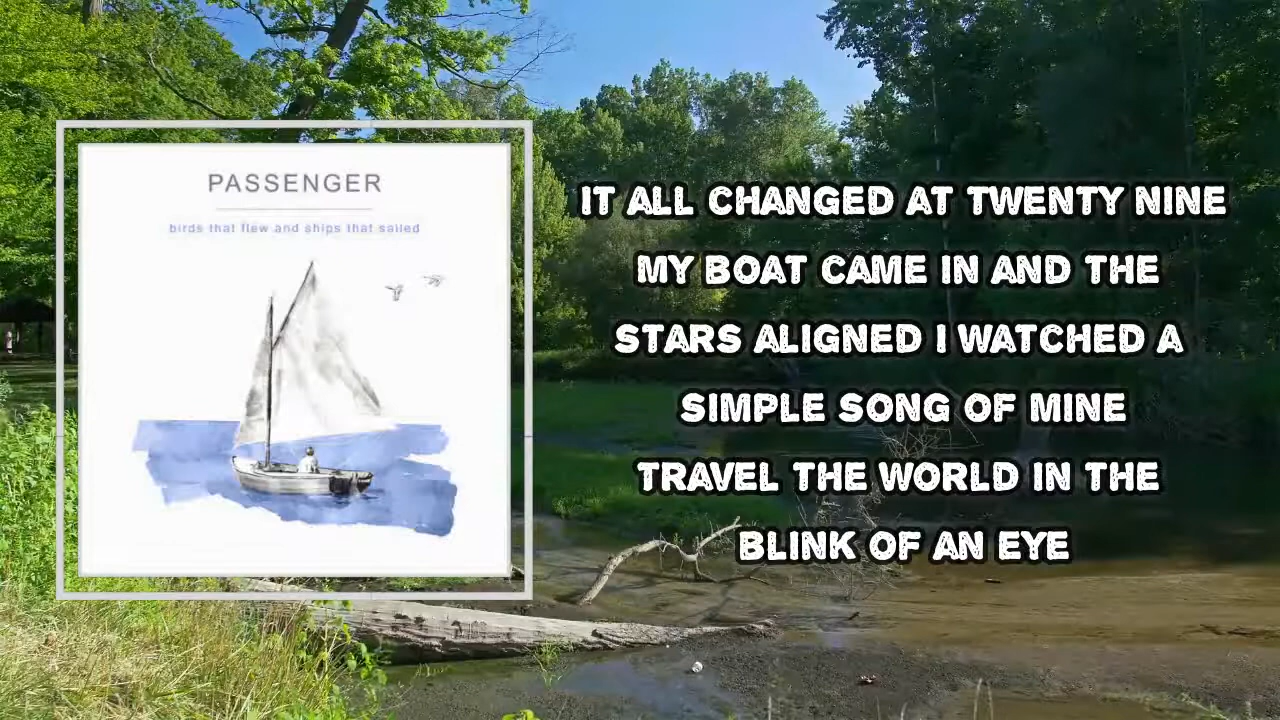 PASSENGER
birds that flew and ships that sailed
IT ALL CHANGED AT TWENTY NINE
MY BOAT CAME IN AND THE
STARS ALIGNED I WATCHED A
SIMPLE SONG OF MINE
TRAVEL THE WORLD IN THE
BLINK OF AN EYE